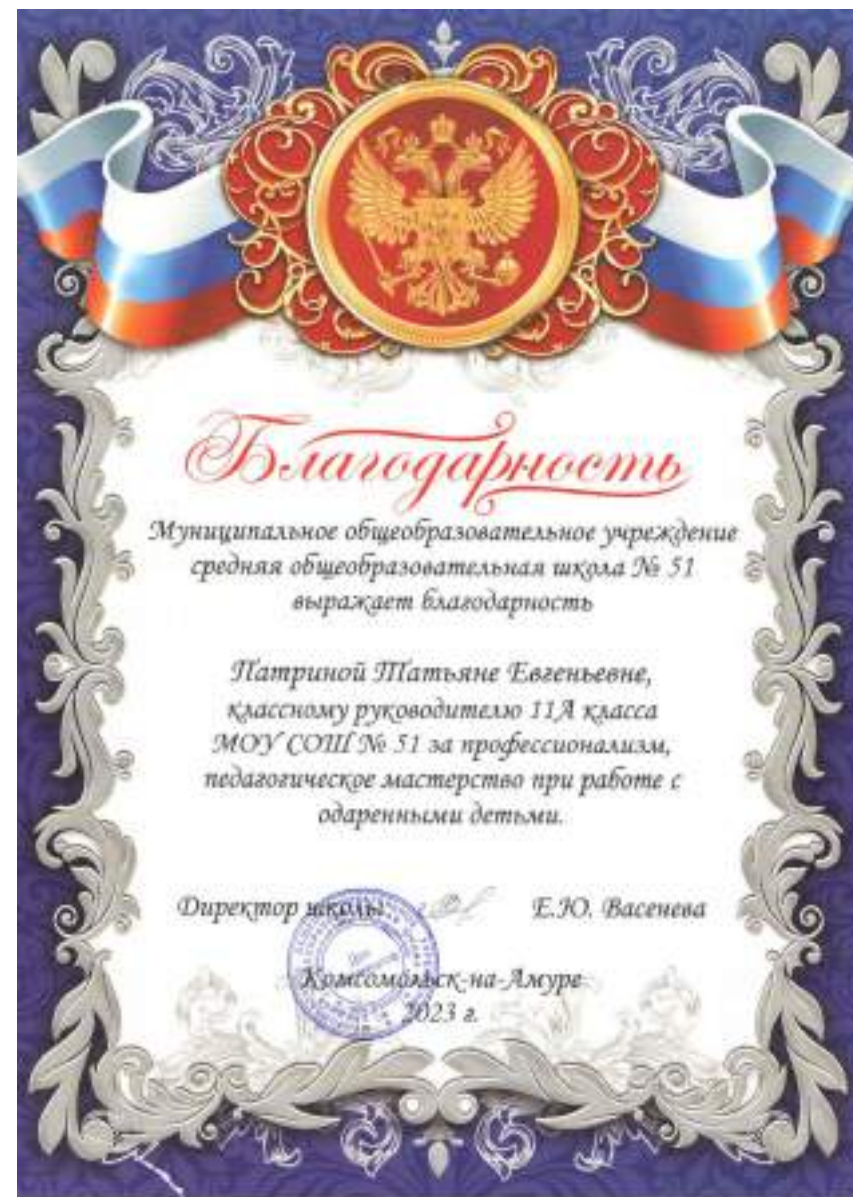 Благодарность
Муниципальное общеобразовательное учреждение
средняя общеобразовательная школа № 51
выражает благодарность
Патриной Татьяне Евгеньевне,
классному руководителю 11А класса
МОУ СОШ № 51 за профессионализм,
педагогическое мастерство при работе с
одаренными детьми.
Директор школы: Е.Ю. Васенева
Комсомольск-на-Амуре
2023 г.